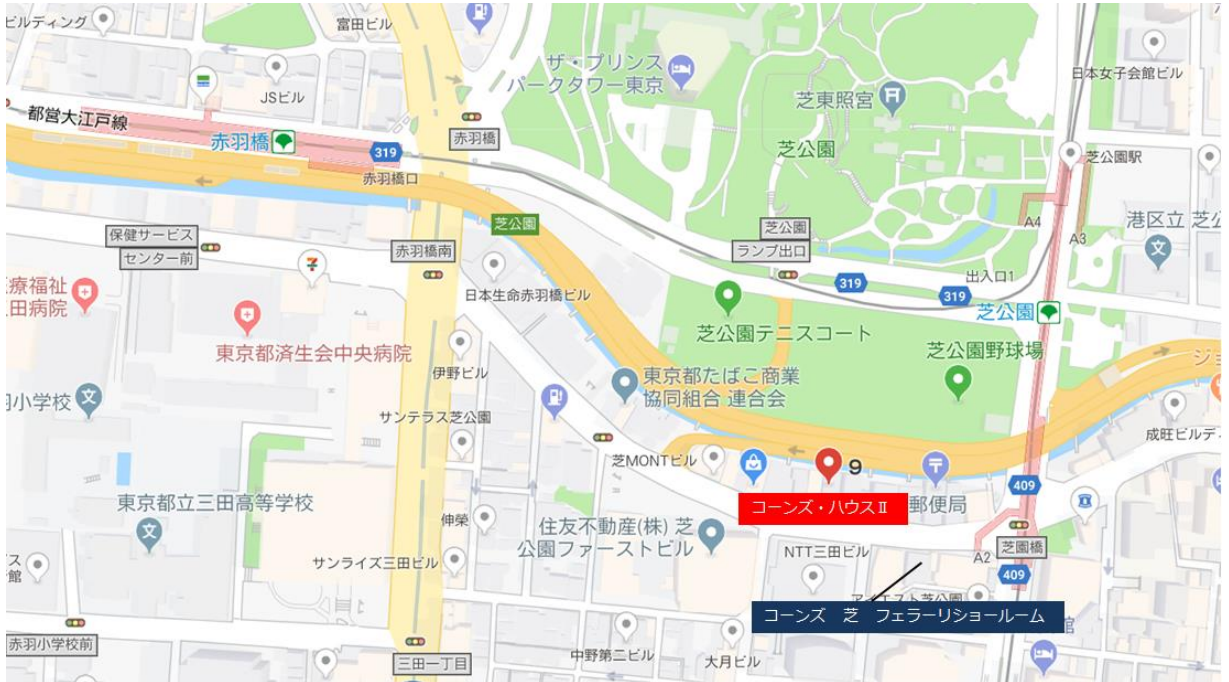 ビルディング
富田ビル
JSビル
都営大江戸線
赤羽橋
319
赤羽橋口
赤羽橋
ザ・プリンス
パークタワー東京
芝東照宮
芝公園
日本女子会館ビル
芝公園駅
A4
A3
港区立 芝公
保健サービス
センター前
芝公園
赤羽橋南
日本生命赤羽橋ビル
芝公園
ランプ出口
319
出入口1
319
芝公園
療福祉
田病院
東京都済生会中央病院
芝公園テニスコート
芝公園野球場
ジョ
伊野ビル
東京都たばこ商業
協同組合 連合会
羽小学校
サンテラス芝公園
成旺ビルデ
芝MONTビル
9
コーンズ・ハウスⅡ
郵便局
409
東京都立三田高等学校
伸榮
住友不動産(株) 芝
公園ファーストビル
NTT三田ビル
A2
芝園橋
409
ス
館
サンライズ三田ビル
コーンズ 芝 フェラーリショールーム
館
赤羽小学校前
三田一丁目
中野第二ビル
大月ビル